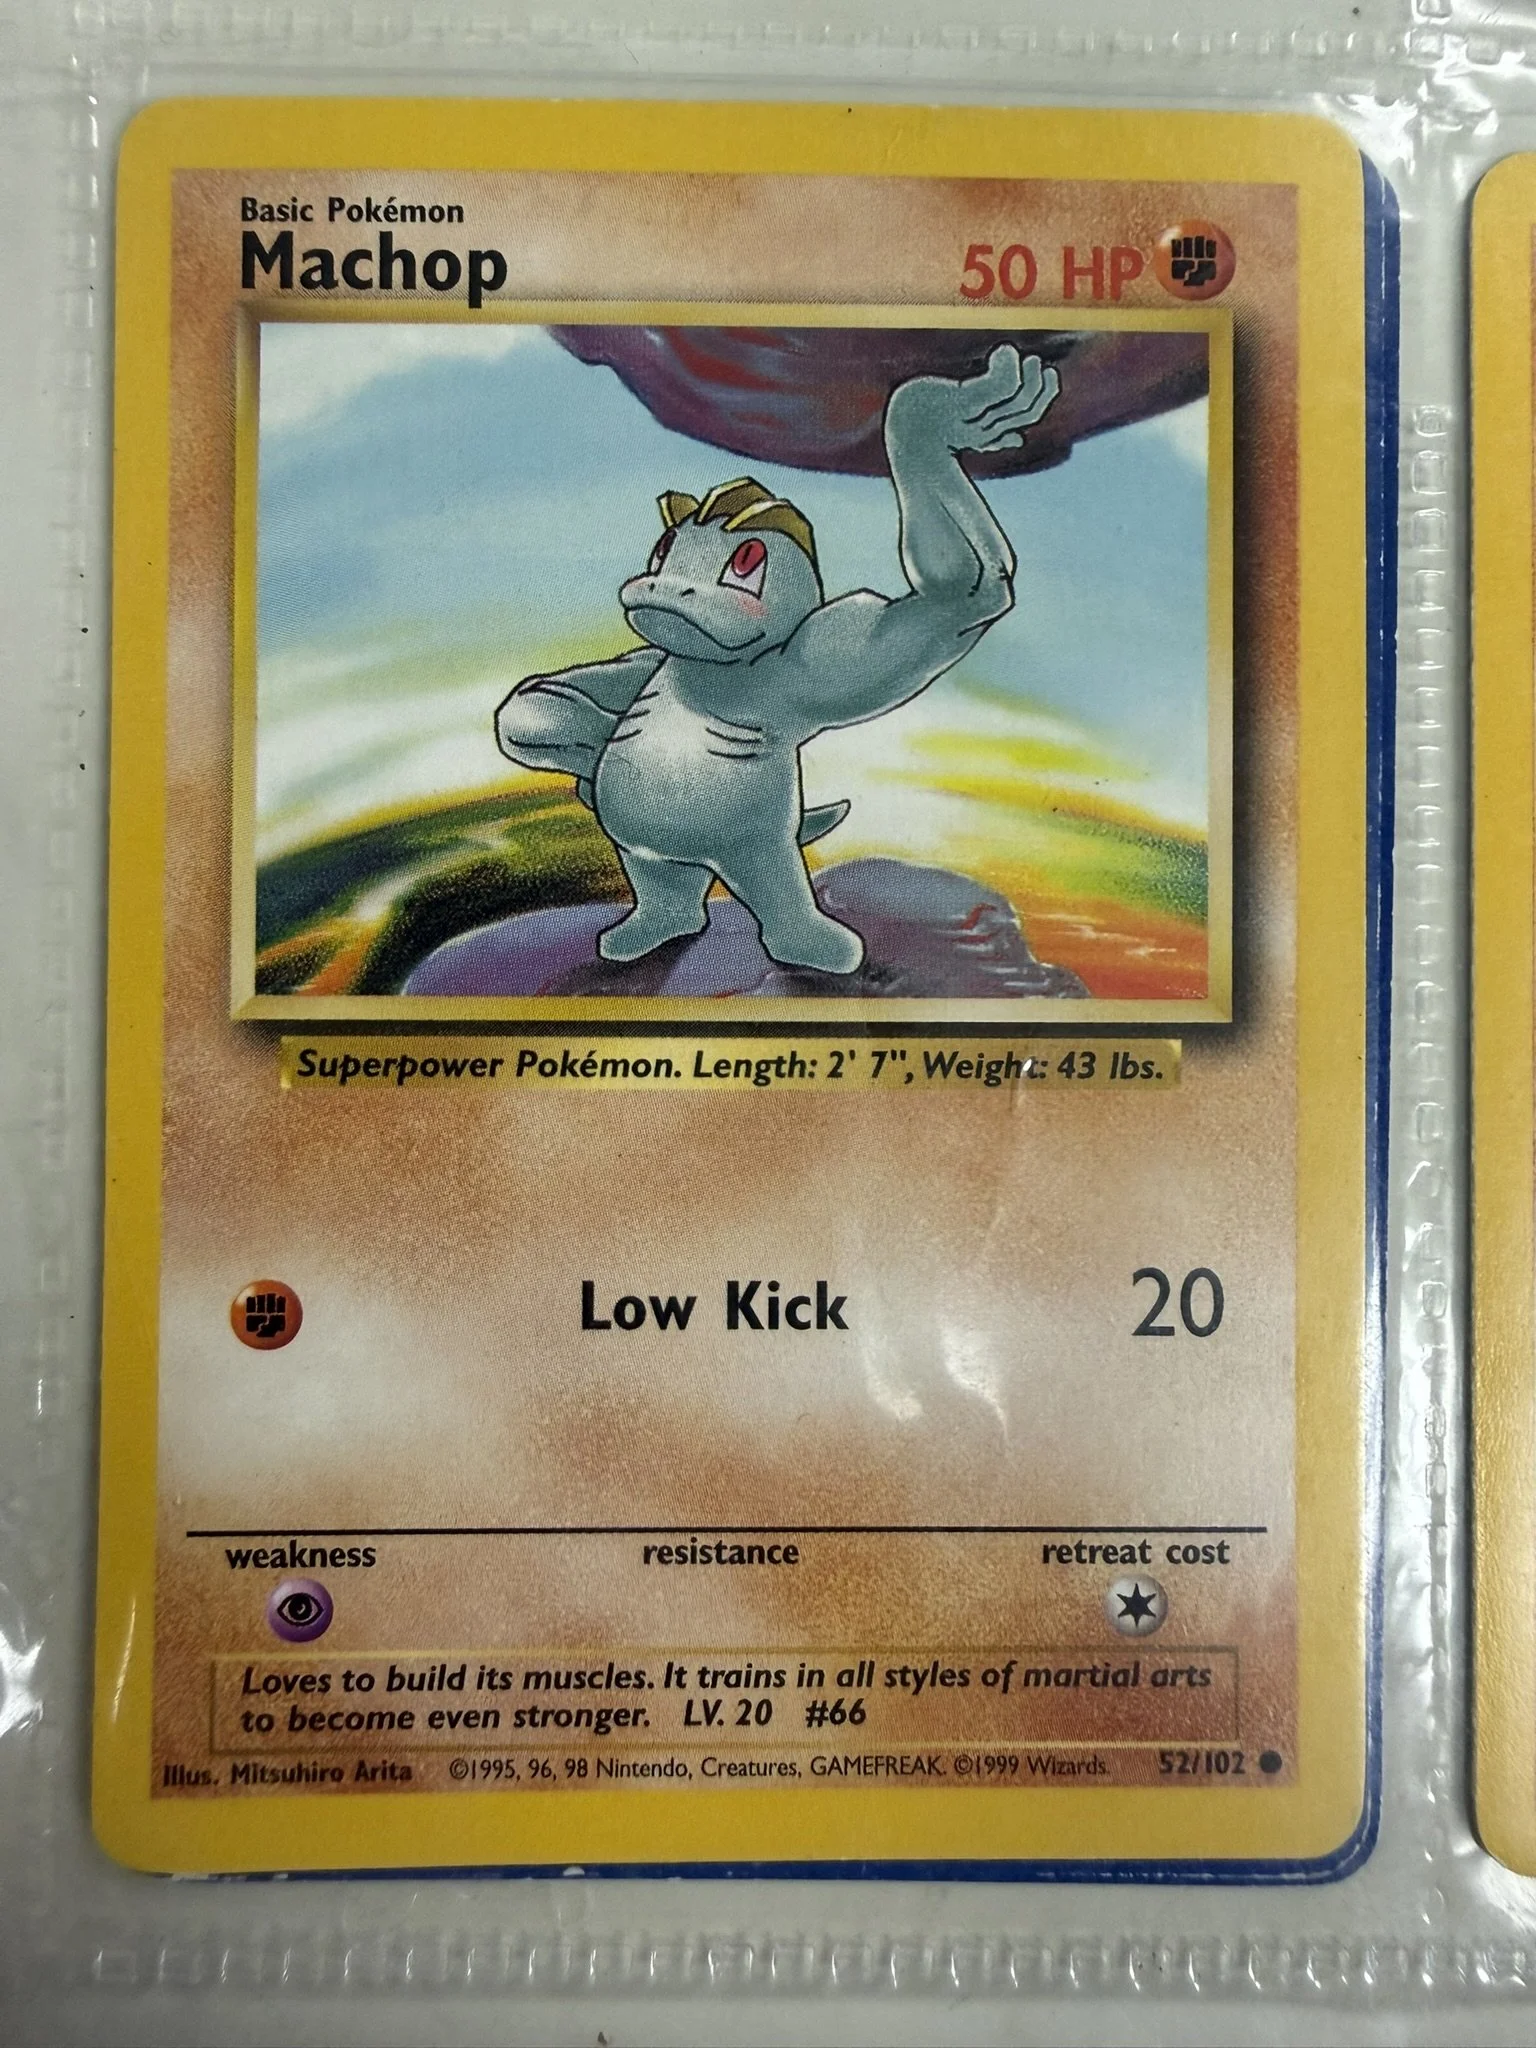 Basic Pokémon
Machop
50 HP
Superpower Pokémon. Length: 2' 7", Weight: 43 lbs.
Low Kick 20
weakness resistance retreat cost
Loves to build its muscles. It trains in all styles of martial arts
to become even stronger. LV. 20 #66
Illus. Mitsuhiro Arita ©1995, 96, 98 Nintendo, Creatures, GAMEFREAK. ©1999 Wizards. 52/102